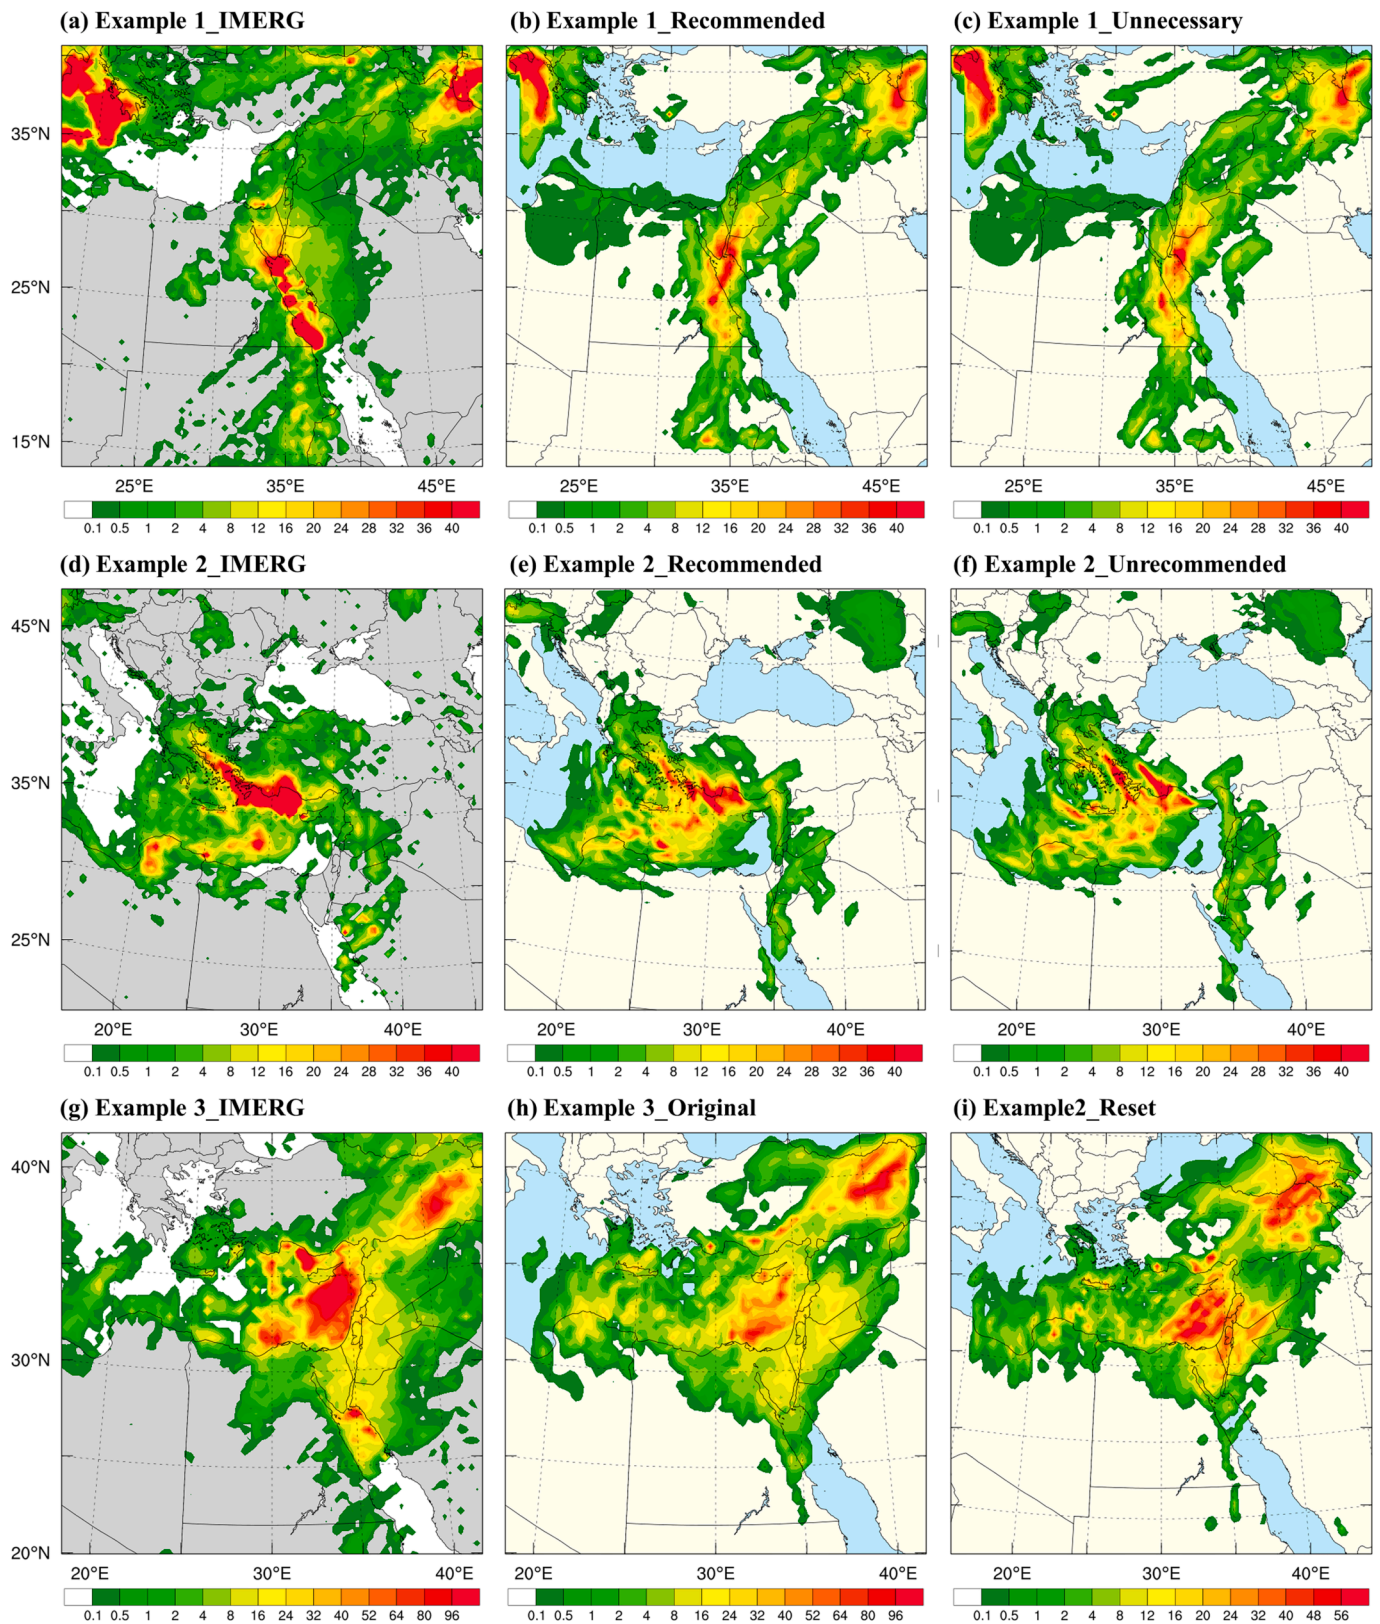 (a) Example 1_IMERG
(b) Example 1_Recommended
(c) Example 1_Unnecessary
35°N
25°N
15°N
25°E 35°E 45°E
25°E 35°E 45°E
25°E 35°E 45°E
0.1 0.5 1 2 4 8 12 16 20 24 28 32 36 40
0.1 0.5 1 2 4 8 12 16 20 24 28 32 36 40
0.1 0.5 1 2 4 8 12 16 20 24 28 32 36 40
(d) Example 2_IMERG
(e) Example 2_Recommended
(f) Example 2_Unrecommended
45°N
35°N
25°N
20°E 30°E 40°E
20°E 30°E 40°E
20°E 30°E 40°E
0.1 0.5 1 2 4 8 12 16 20 24 28 32 36 40
0.1 0.5 1 2 4 8 12 16 20 24 28 32 36 40
0.1 0.5 1 2 4 8 12 16 20 24 28 32 36 40
(g) Example 3_IMERG
(h) Example 3_Original
(i) Example2_Reset
40°N
30°N
20°N
20°E 30°E 40°E
20°E 30°E 40°E
20°E 30°E 40°E
0.1 0.5 1 2 4 8 16 24 32 40 52 64 80 96
0.1 0.5 1 2 4 8 16 24 32 40 52 64 80 96
0.1 0.5 1 2 4 8 12 16 20 24 32 40 48 56